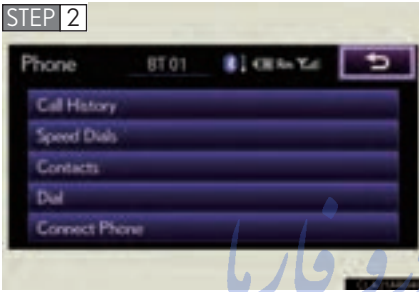 STEP 2
Phone BT 01
Call History
Speed Dials
Contacts
Dial
Connect Phone